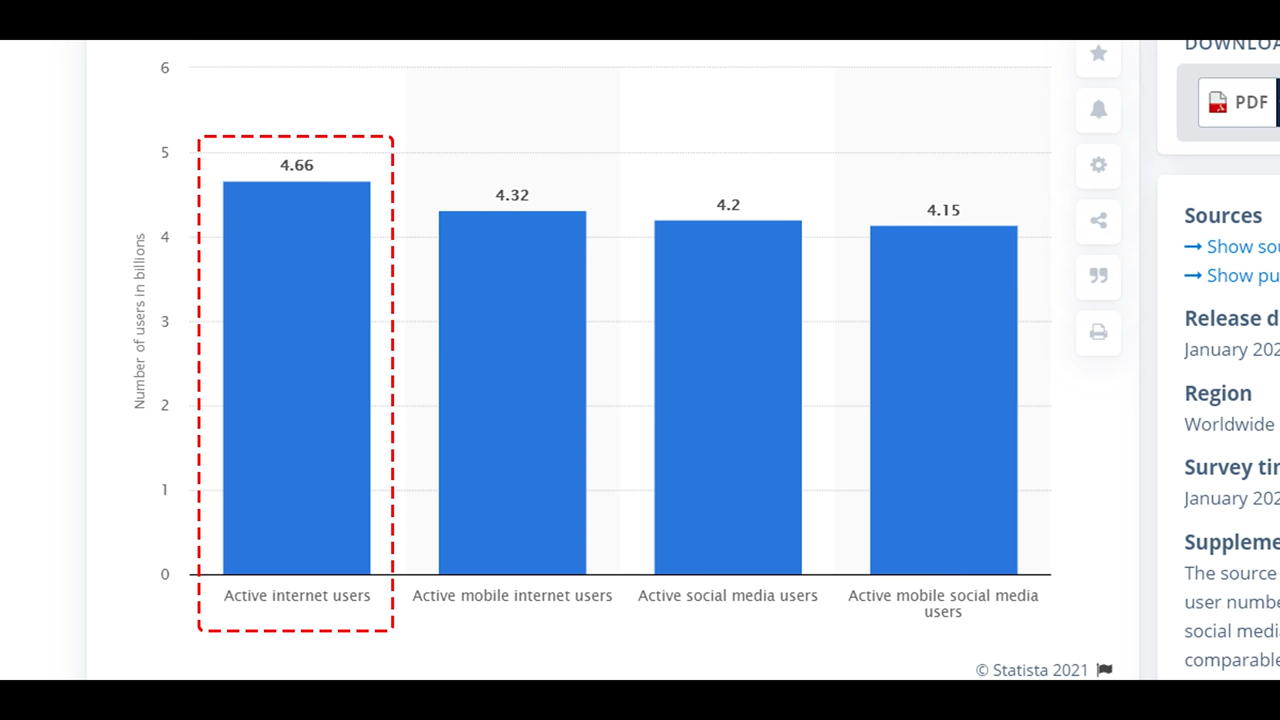 DOWNLOA
6
PDF
5
4.66
4.32
4.2
4.15
Sources
4
→ Show sou
→ Show pu
Number of users in billions
3
Release d
January 202
Region
2
Worldwide
Survey tin
1
January 202
Suppleme
0
The source
Active internet users Active mobile internet users Active social media users Active mobile social media
users
user numbe
social media
comparable
© Statista 2021